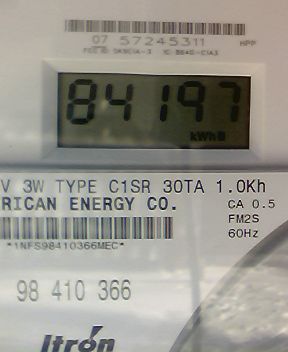 07 57245311 HPP
84197
kWh
V 3W TYPE C1SR 30TA 1.0Kh
RICAN ENERGY CO. CA 0.5
FM2S
*1NFS98410366MEC* 60Hz
98 410 366
Itron